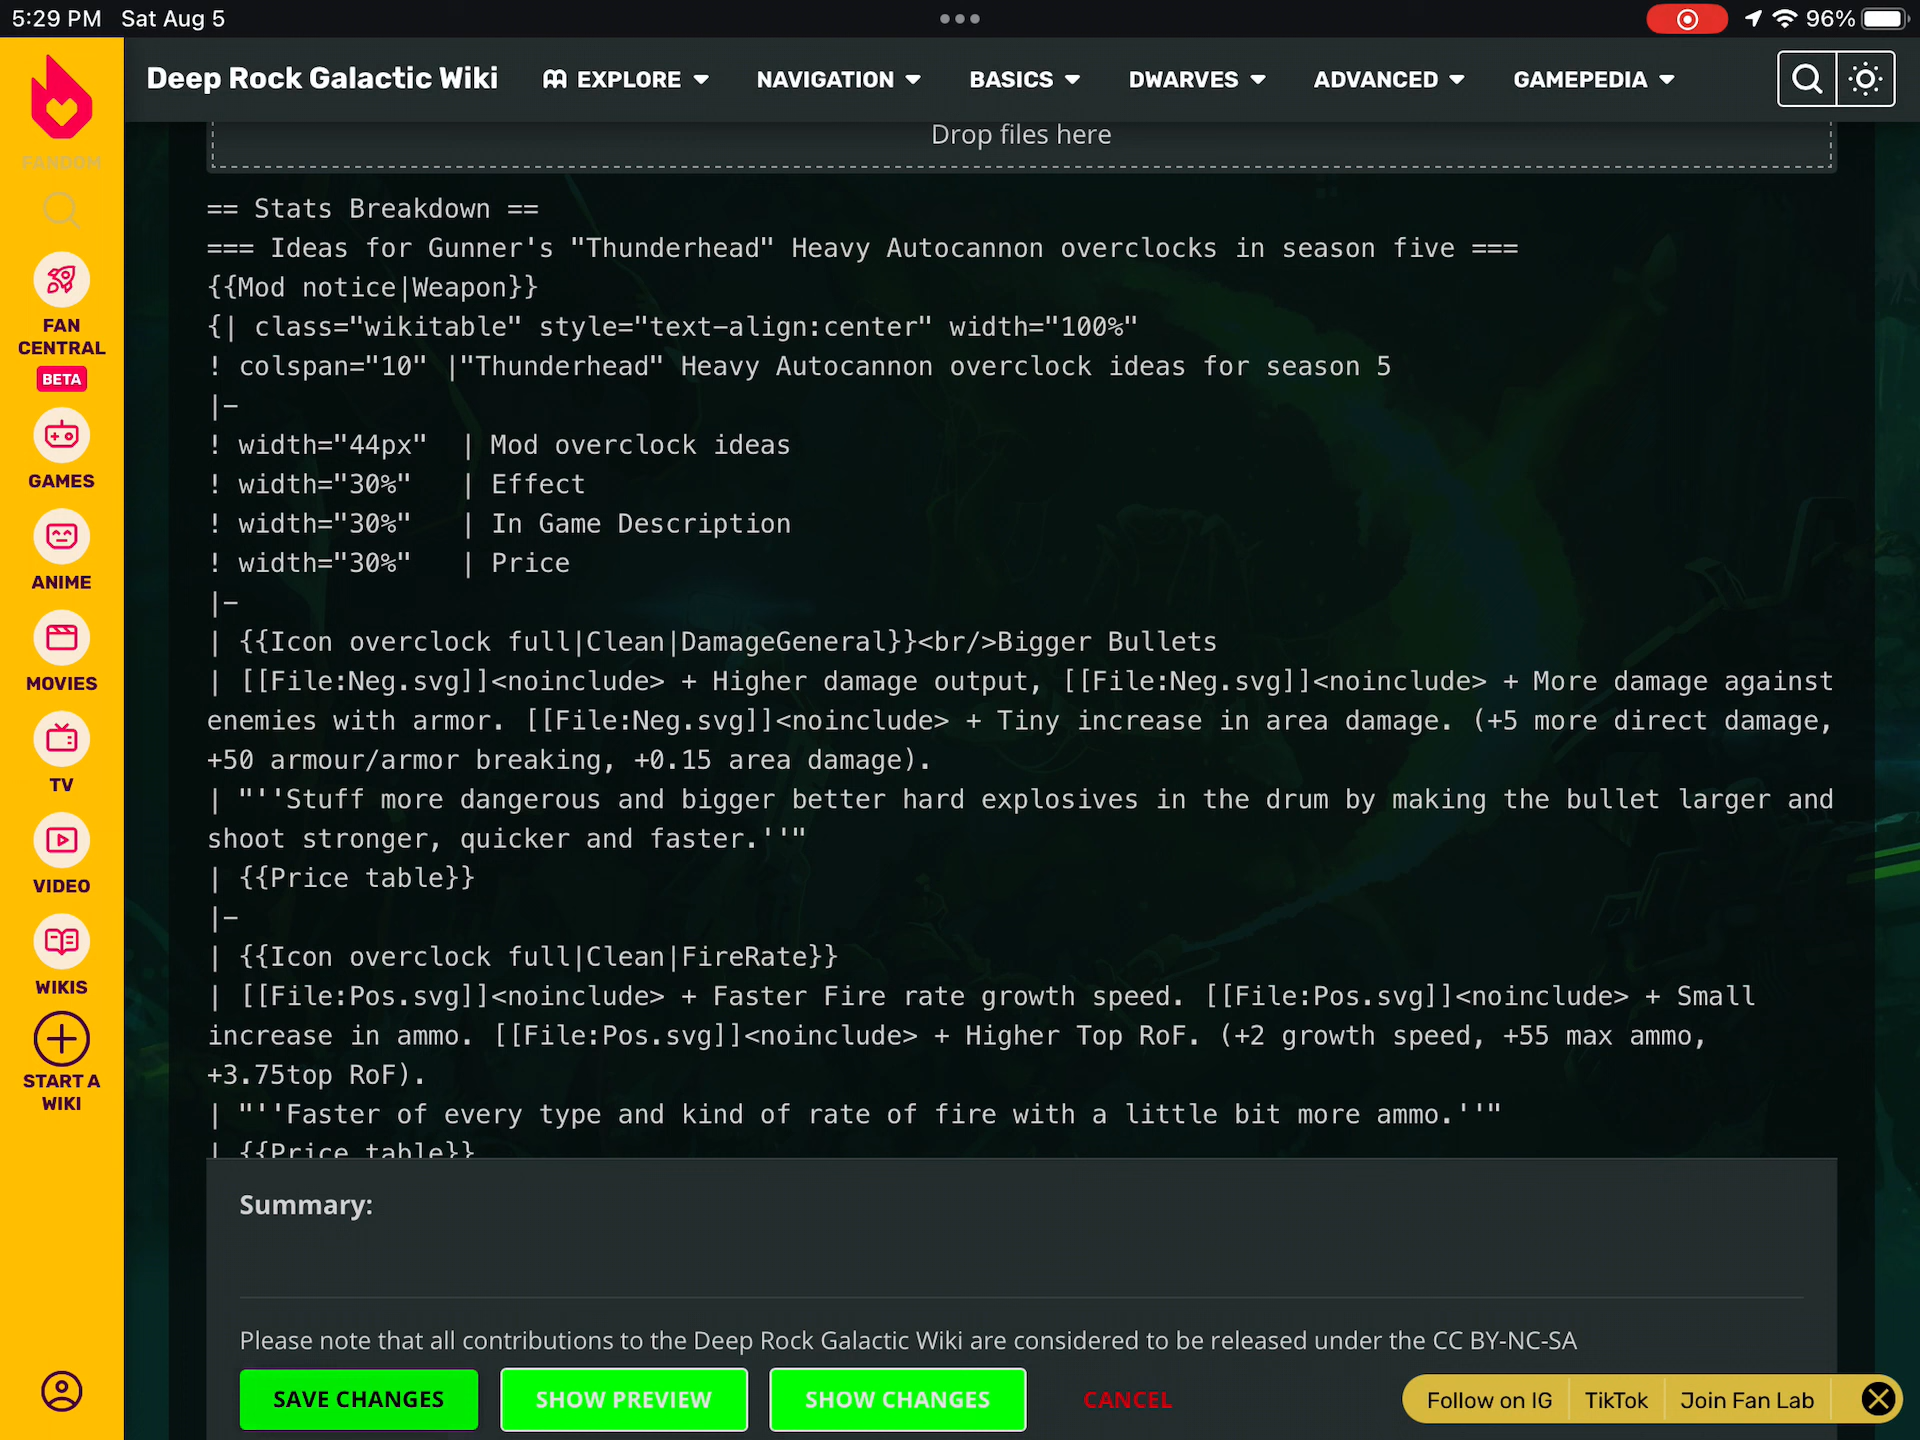 5:29 PM Sat Aug 5
96%
Deep Rock Galactic Wiki
EXPLORE
NAVIGATION
BASICS
DWARVES
ADVANCED
GAMEPEDIA
FANDOM
FAN CENTRAL
BETA
GAMES
ANIME
MOVIES
TV
VIDEO
WIKIS
START A WIKI
Drop files here
== Stats Breakdown ==
=== Ideas for Gunner's "Thunderhead" Heavy Autocannon overclocks in season five ===
{{Mod notice|Weapon}}
{| class="wikitable" style="text-align:center" width="100%"
! colspan="10" |"Thunderhead" Heavy Autocannon overclock ideas for season 5
|-
! width="44px"  | Mod overclock ideas
! width="30%"   | Effect
! width="30%"   | In Game Description
! width="30%"   | Price
|-
| {{Icon overclock full|Clean|DamageGeneral}}<br/>Bigger Bullets
| [[File:Neg.svg]]<noinclude> + Higher damage output, [[File:Neg.svg]]<noinclude> + More damage against
enemies with armor. [[File:Neg.svg]]<noinclude> + Tiny increase in area damage. (+5 more direct damage,
+50 armour/armor breaking, +0.15 area damage).
| "''Stuff more dangerous and bigger better hard explosives in the drum by making the bullet larger and
shoot stronger, quicker and faster.''"
| {{Price table}}
|-
| {{Icon overclock full|Clean|FireRate}}
| [[File:Pos.svg]]<noinclude> + Faster Fire rate growth speed. [[File:Pos.svg]]<noinclude> + Small
increase in ammo. [[File:Pos.svg]]<noinclude> + Higher Top RoF. (+2 growth speed, +55 max ammo,
+3.75top RoF).
| "''Faster of every type and kind of rate of fire with a little bit more ammo.''"
| {{Price table}}
Summary:
Please note that all contributions to the Deep Rock Galactic Wiki are considered to be released under the CC BY-NC-SA
SAVE CHANGES
SHOW PREVIEW
SHOW CHANGES
CANCEL
Follow on IG
TikTok
Join Fan Lab